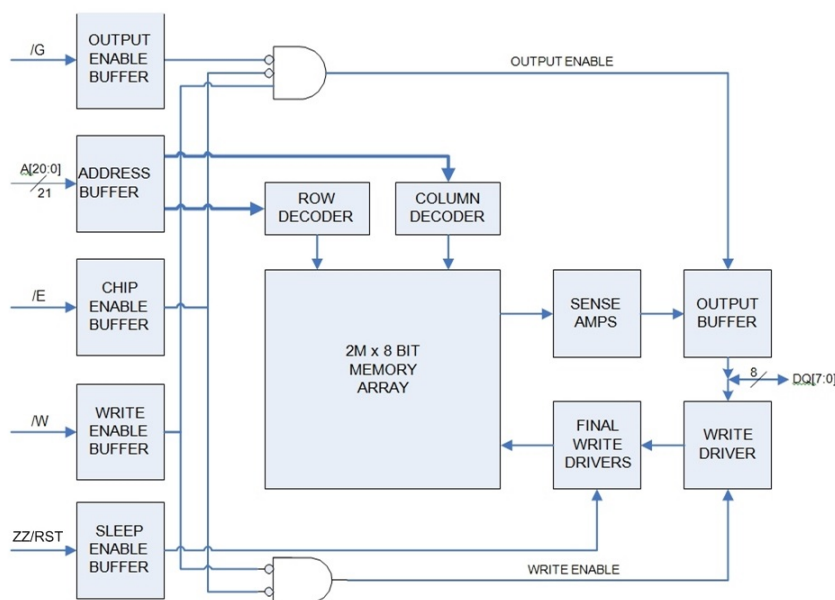 /G
OUTPUT
ENABLE
BUFFER
OUTPUT ENABLE
A[20:0]
21
ADDRESS
BUFFER
ROW
DECODER
COLUMN
DECODER
/E
CHIP
ENABLE
BUFFER
2M x 8 BIT
MEMORY
ARRAY
SENSE
AMPS
OUTPUT
BUFFER
8
DQ[7:0]
/W
WRITE
ENABLE
BUFFER
FINAL
WRITE
DRIVERS
WRITE
DRIVER
ZZ/RST
SLEEP
ENABLE
BUFFER
WRITE ENABLE